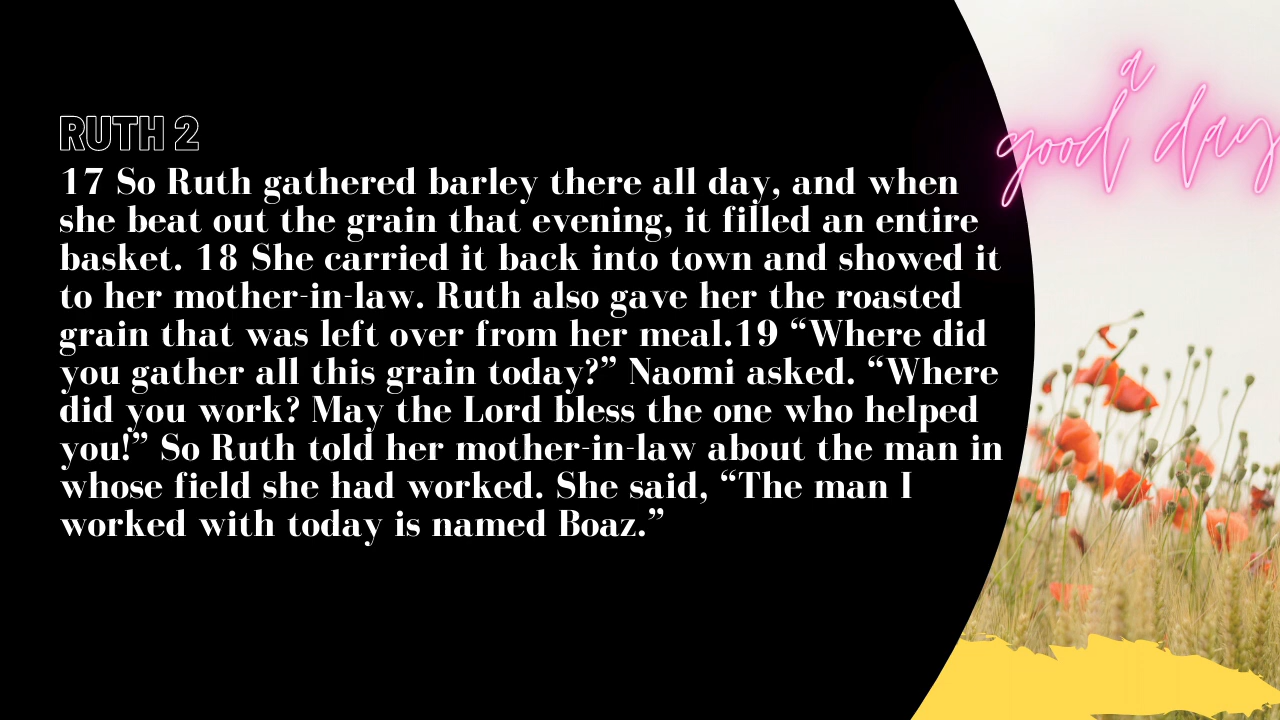 RUTH 2
17 So Ruth gathered barley there all day, and when
she beat out the grain that evening, it filled an entire
basket. 18 She carried it back into town and showed it
to her mother-in-law. Ruth also gave her the roasted
grain that was left over from her meal.19 “Where did
you gather all this grain today?” Naomi asked. “Where
did you work? May the Lord bless the one who helped
you!” So Ruth told her mother-in-law about the man in
whose field she had worked. She said, “The man I
worked with today is named Boaz.”
a
good day